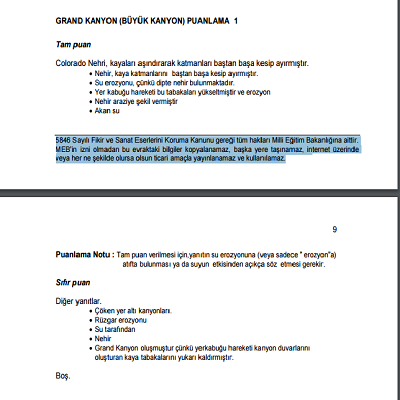 GRAND KANYON (BÜYÜK KANYON) PUANLAMA 1
Tam puan
Colorado Nehri, kayaları aşındırarak katmanları baştan başa kesip ayırmıştır.
• Nehir, kaya katmanlarını baştan başa kesip ayırmıştır.
• Su erozyonu, çünkü dipte nehir bulunmaktadır.
• Yer kabuğu hareketi bu tabakaları yükseltmiştir ve erozyon
• Nehir araziye şekil vermiştir
• Akan su
5846 Sayılı Fikir ve Sanat Eserlerini Koruma Kanunu gereği tüm hakları Milli Eğitim Bakanlığına aittir.
MEB'in izni olmadan bu evraktaki bilgiler kopyalanamaz, başka yere taşınamaz, internet üzerinde
veya her ne şekilde olursa olsun ticari amaçla yayınlanamaz ve kullanılamaz.
9
Puanlama Notu : Tam puan verilmesi için,yanıtın su erozyonuna (veya sadece " erozyon"a)
atıfta bulunması ya da suyun etkisinden açıkça söz etmesi gerekir.
Sıfır puan
Diğer yanıtlar.
• Çöken yer altı kanyonları.
• Rüzgar erozyonu
• Su tarafından
• Nehir
• Grand Kanyon oluşmuştur çünkü yerkabuğu hareketi kanyon duvarlarını
oluşturan kaya tabakalarını yukarı kaldırmıştır.
Boş.